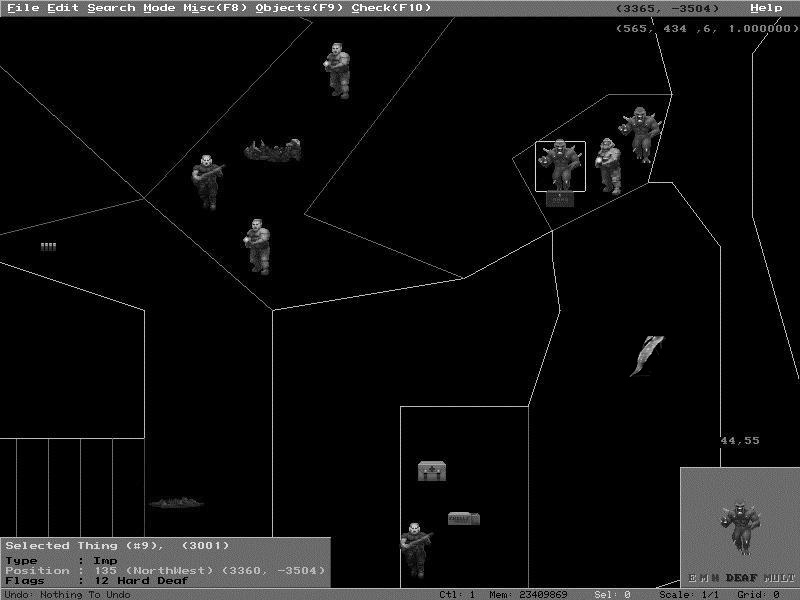 File Edit Search Mode Misc(F8) Objects(F9) Check(F10) (3365, -3504) Help
(565, 434 ,6, 1.000000)
44,55
Selected Thing (#9), (3001)
Type : Imp
Position : 135 (NorthWest) (3360, -3504)
Flags : 12 Hard Deaf
E M H DEAF MULT
Undo: Nothing To Undo Ctl: 1 Mem: 23409869 Sel: 0 Scale: 1/1 Grid: 0